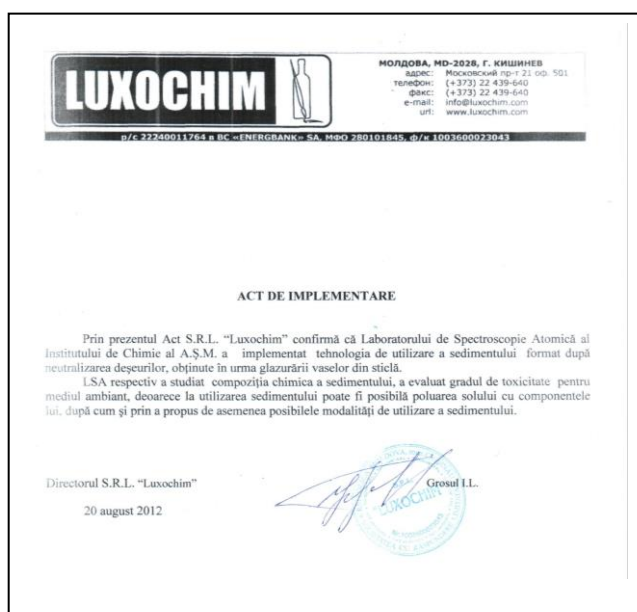 LUXOCHIM
МОЛДОВА, MD-2028, Г. КИШИНЕВ
адрес: Московский пр-т 21 оф. 501
телефон: (+373) 22 439-640
факс: (+373) 22 439-640
e-mail: info@luxochim.com
url: www.luxochim.com
р/с 22240011764 в BC «ENERGBANK» SA, МФО 280101845, ф/к 1003600023043
ACT DE IMPLEMENTARE
Prin prezentul Act S.R.L. “Luxochim” confirmă că Laboratorului de Spectroscopie Atomică al
Institutului de Chimie al A.Ş.M. a implementat tehnologia de utilizare a sedimentului format după
neutralizarea deşeurilor, obţinute în urma glazurării vaselor din sticlă.
LSA respectiv a studiat compoziţia chimica a sedimentului, a evaluat gradul de toxicitate pentru
mediul ambiant, deoarece la utilizarea sedimentului poate fi posibilă poluarea solului cu componentele
lui, după cum şi prin a propus de asemenea posibilele modalităţi de utilizare a sedimentului.
Directorul S.R.L. “Luxochim” Grosul I.L.
20 august 2012
LUXOCHIM